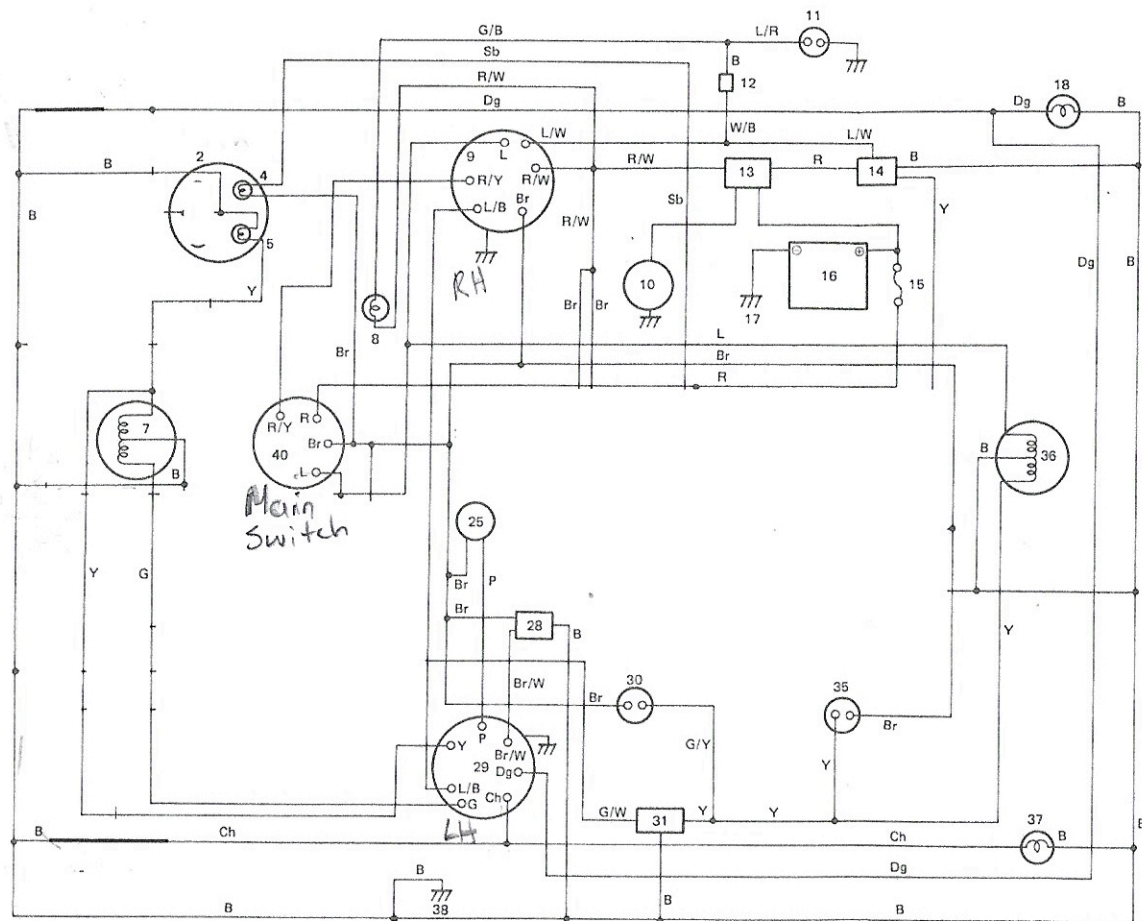 11
G/B
L/R
Sb
B
12
R/W
18
Dg
Dg
B
L/W
W/B
L/W
B
2
4
9
L
R/Y
R/W
R/W
13
R
14
B
L/B
Br
Sb
Y
B
R/W
5
RH
10
16
15
Dg
B
Y
Br
Br
17
8
L
Br
Br
R
7
R/Y
R
Br
40
L
B
B
36
Main
Switch
25
Y
G
Br
P
Br
28
B
Y
Br/W
30
35
Br
Br
G/Y
Y
P
Y
Br/W
29
Dg
L/B
G
Ch
LH
G/W
31
Y
Y
37
B
Ch
Ch
B
B
Dg
B
38
B
B
B